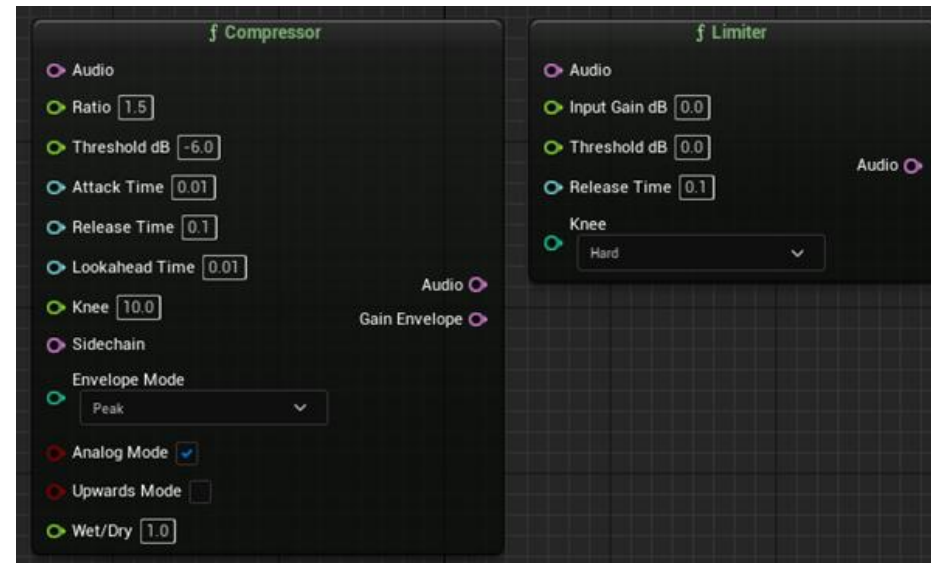 f Compressor
Audio
Ratio 1.5
Threshold dB -6.0
Attack Time 0.01
Release Time 0.1
Lookahead Time 0.01
Audio
Knee 10.0
Gain Envelope
Sidechain
Envelope Mode
Peak
Analog Mode
Upwards Mode
Wet/Dry 1.0
f Limiter
Audio
Input Gain dB 0.0
Threshold dB 0.0
Audio
Release Time 0.1
Knee
Hard